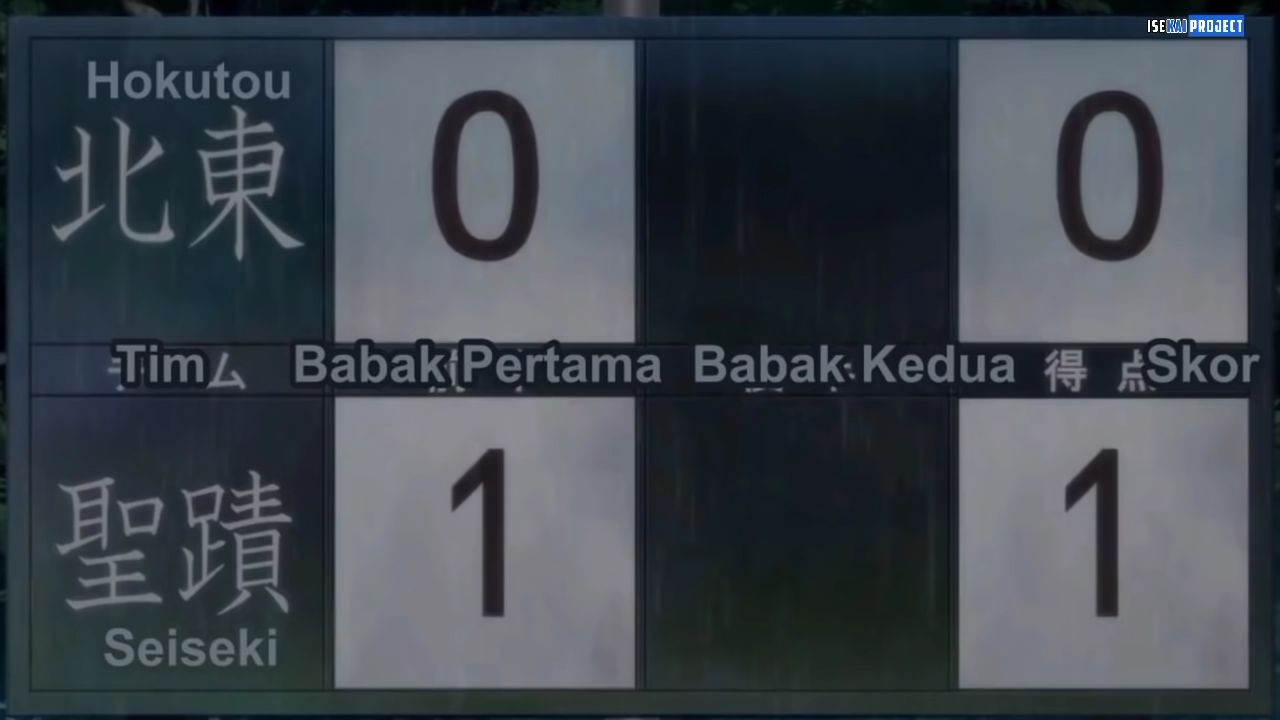 ISEKAI PROJECT
Hokutou
北東
0
0
Tim
Babak Pertama
Babak Kedua
得点
Skor
聖蹟
1
1
Seiseki